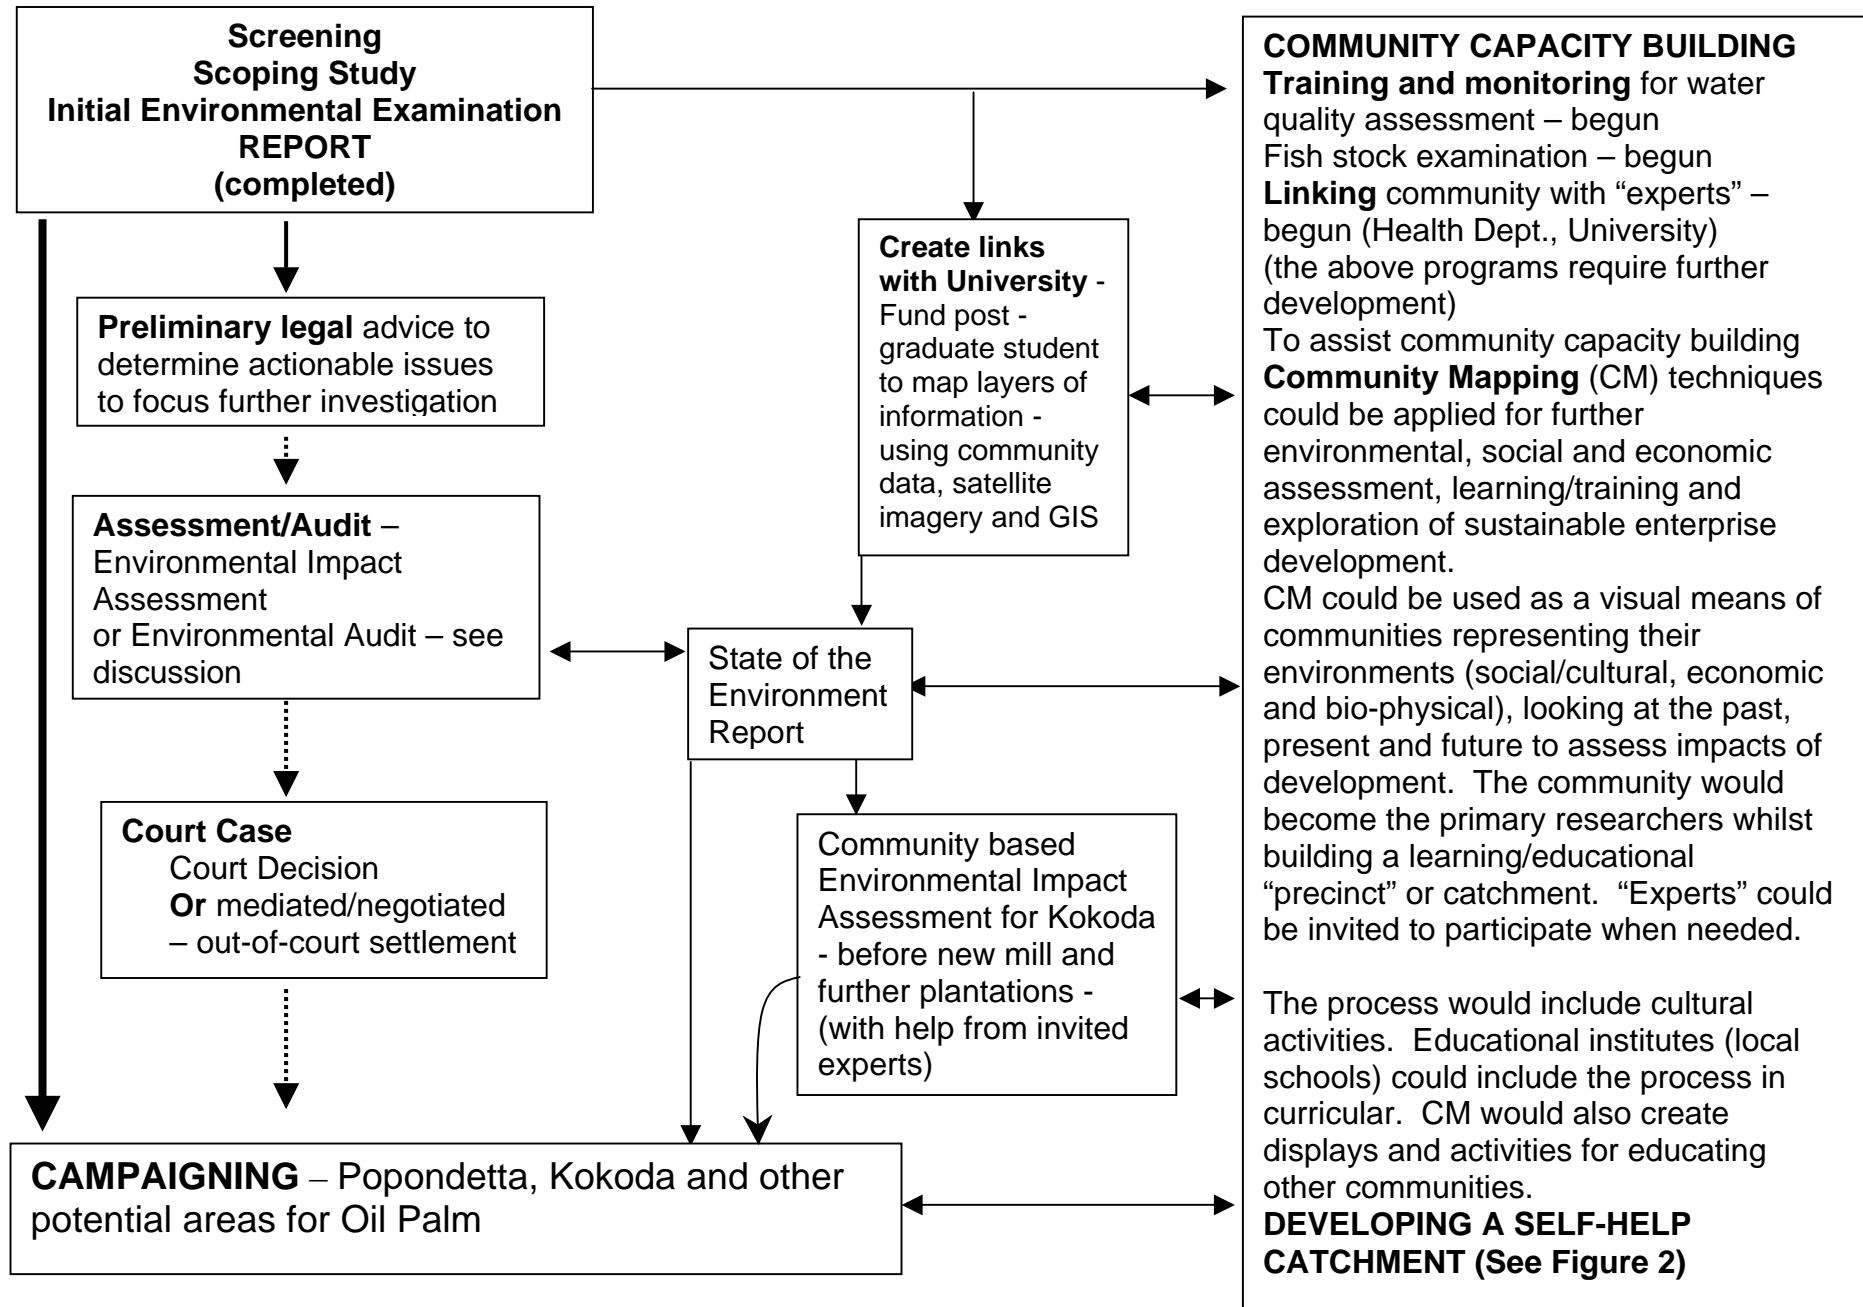 Screening
Scoping Study
Initial Environmental Examination
REPORT
(completed)
Preliminary legal advice to
determine actionable issues
to focus further investigation
Assessment/Audit –
Environmental Impact
Assessment
or Environmental Audit – see
discussion
Court Case
Court Decision
Or mediated/negotiated
– out-of-court settlement
Create links
with University -
Fund post -
graduate student
to map layers of
information -
using community
data, satellite
imagery and GIS
State of the
Environment
Report
Community based
Environmental Impact
Assessment for Kokoda
- before new mill and
further plantations -
(with help from invited
experts)
CAMPAIGNING – Popondetta, Kokoda and other
potential areas for Oil Palm
COMMUNITY CAPACITY BUILDING
Training and monitoring for water
quality assessment – begun
Fish stock examination – begun
Linking community with “experts” –
begun (Health Dept., University)
(the above programs require further
development)
To assist community capacity building
Community Mapping (CM) techniques
could be applied for further
environmental, social and economic
assessment, learning/training and
exploration of sustainable enterprise
development.
CM could be used as a visual means of
communities representing their
environments (social/cultural, economic
and bio-physical), looking at the past,
present and future to assess impacts of
development.  The community would
become the primary researchers whilst
building a learning/educational
“precinct” or catchment.  “Experts” could
be invited to participate when needed.
The process would include cultural
activities.  Educational institutes (local
schools) could include the process in
curricular.  CM would also create
displays and activities for educating
other communities.
DEVELOPING A SELF-HELP
CATCHMENT (See Figure 2)